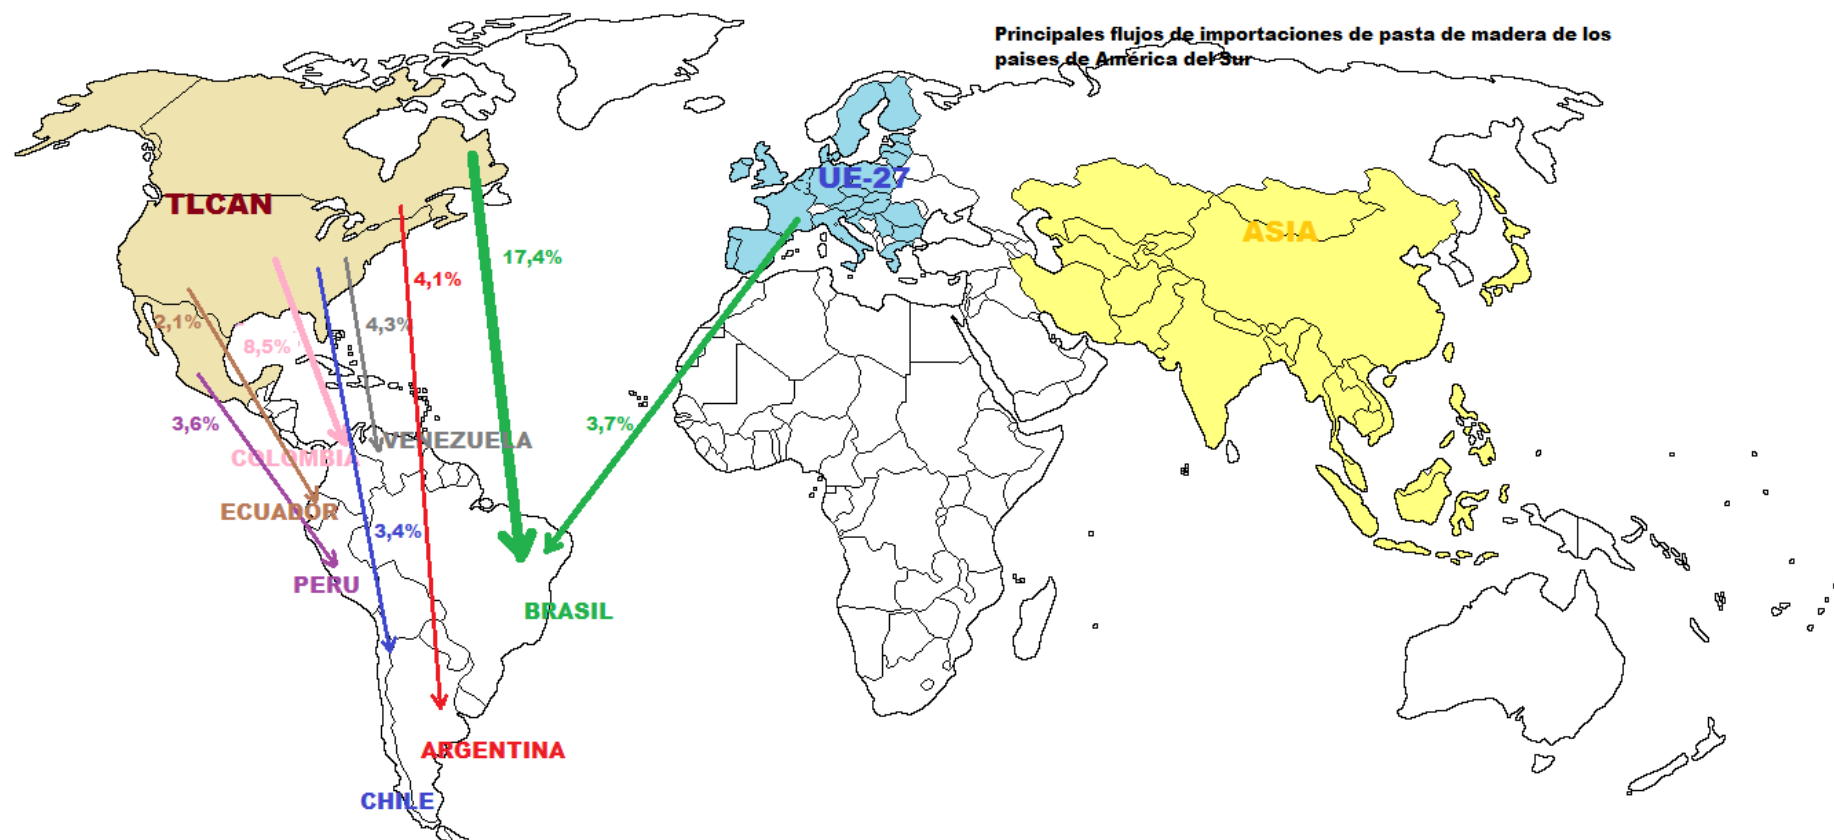 Principales flujos de importaciones de pasta de madera de los
paises de América del Sur
UE-27
TLCAN
ASIA
17,4%
4,1%
2,1%
4,3%
8,5%
3,6%
3,7%
VENEZUELA
COLOMBIA
ECUADOR
3,4%
PERU
BRASIL
ARGENTINA
CHILE